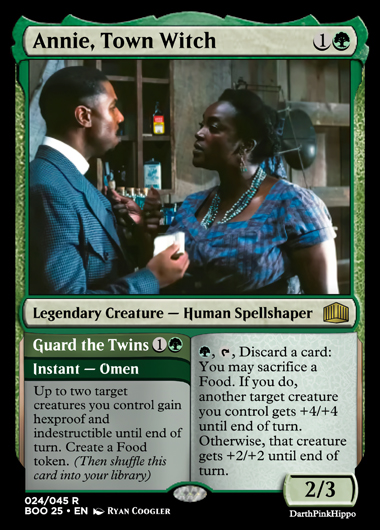 Annie, Town Witch 1
Legendary Creature — Human Spellshaper
Guard the Twins 1
Instant — Omen
Up to two target
creatures you control gain
hexproof and
indestructible until end of
turn. Create a Food
token. (Then shuffle this
card into your library)
, , Discard a card:
You may sacrifice a
Food. If you do,
another target creature
you control gets +4/+4
until end of turn.
Otherwise, that creature
gets +2/+2 until end of
turn.
2/3
024/045 R
BOO 25 • EN Ryan Coogler
DarthPinkHippo